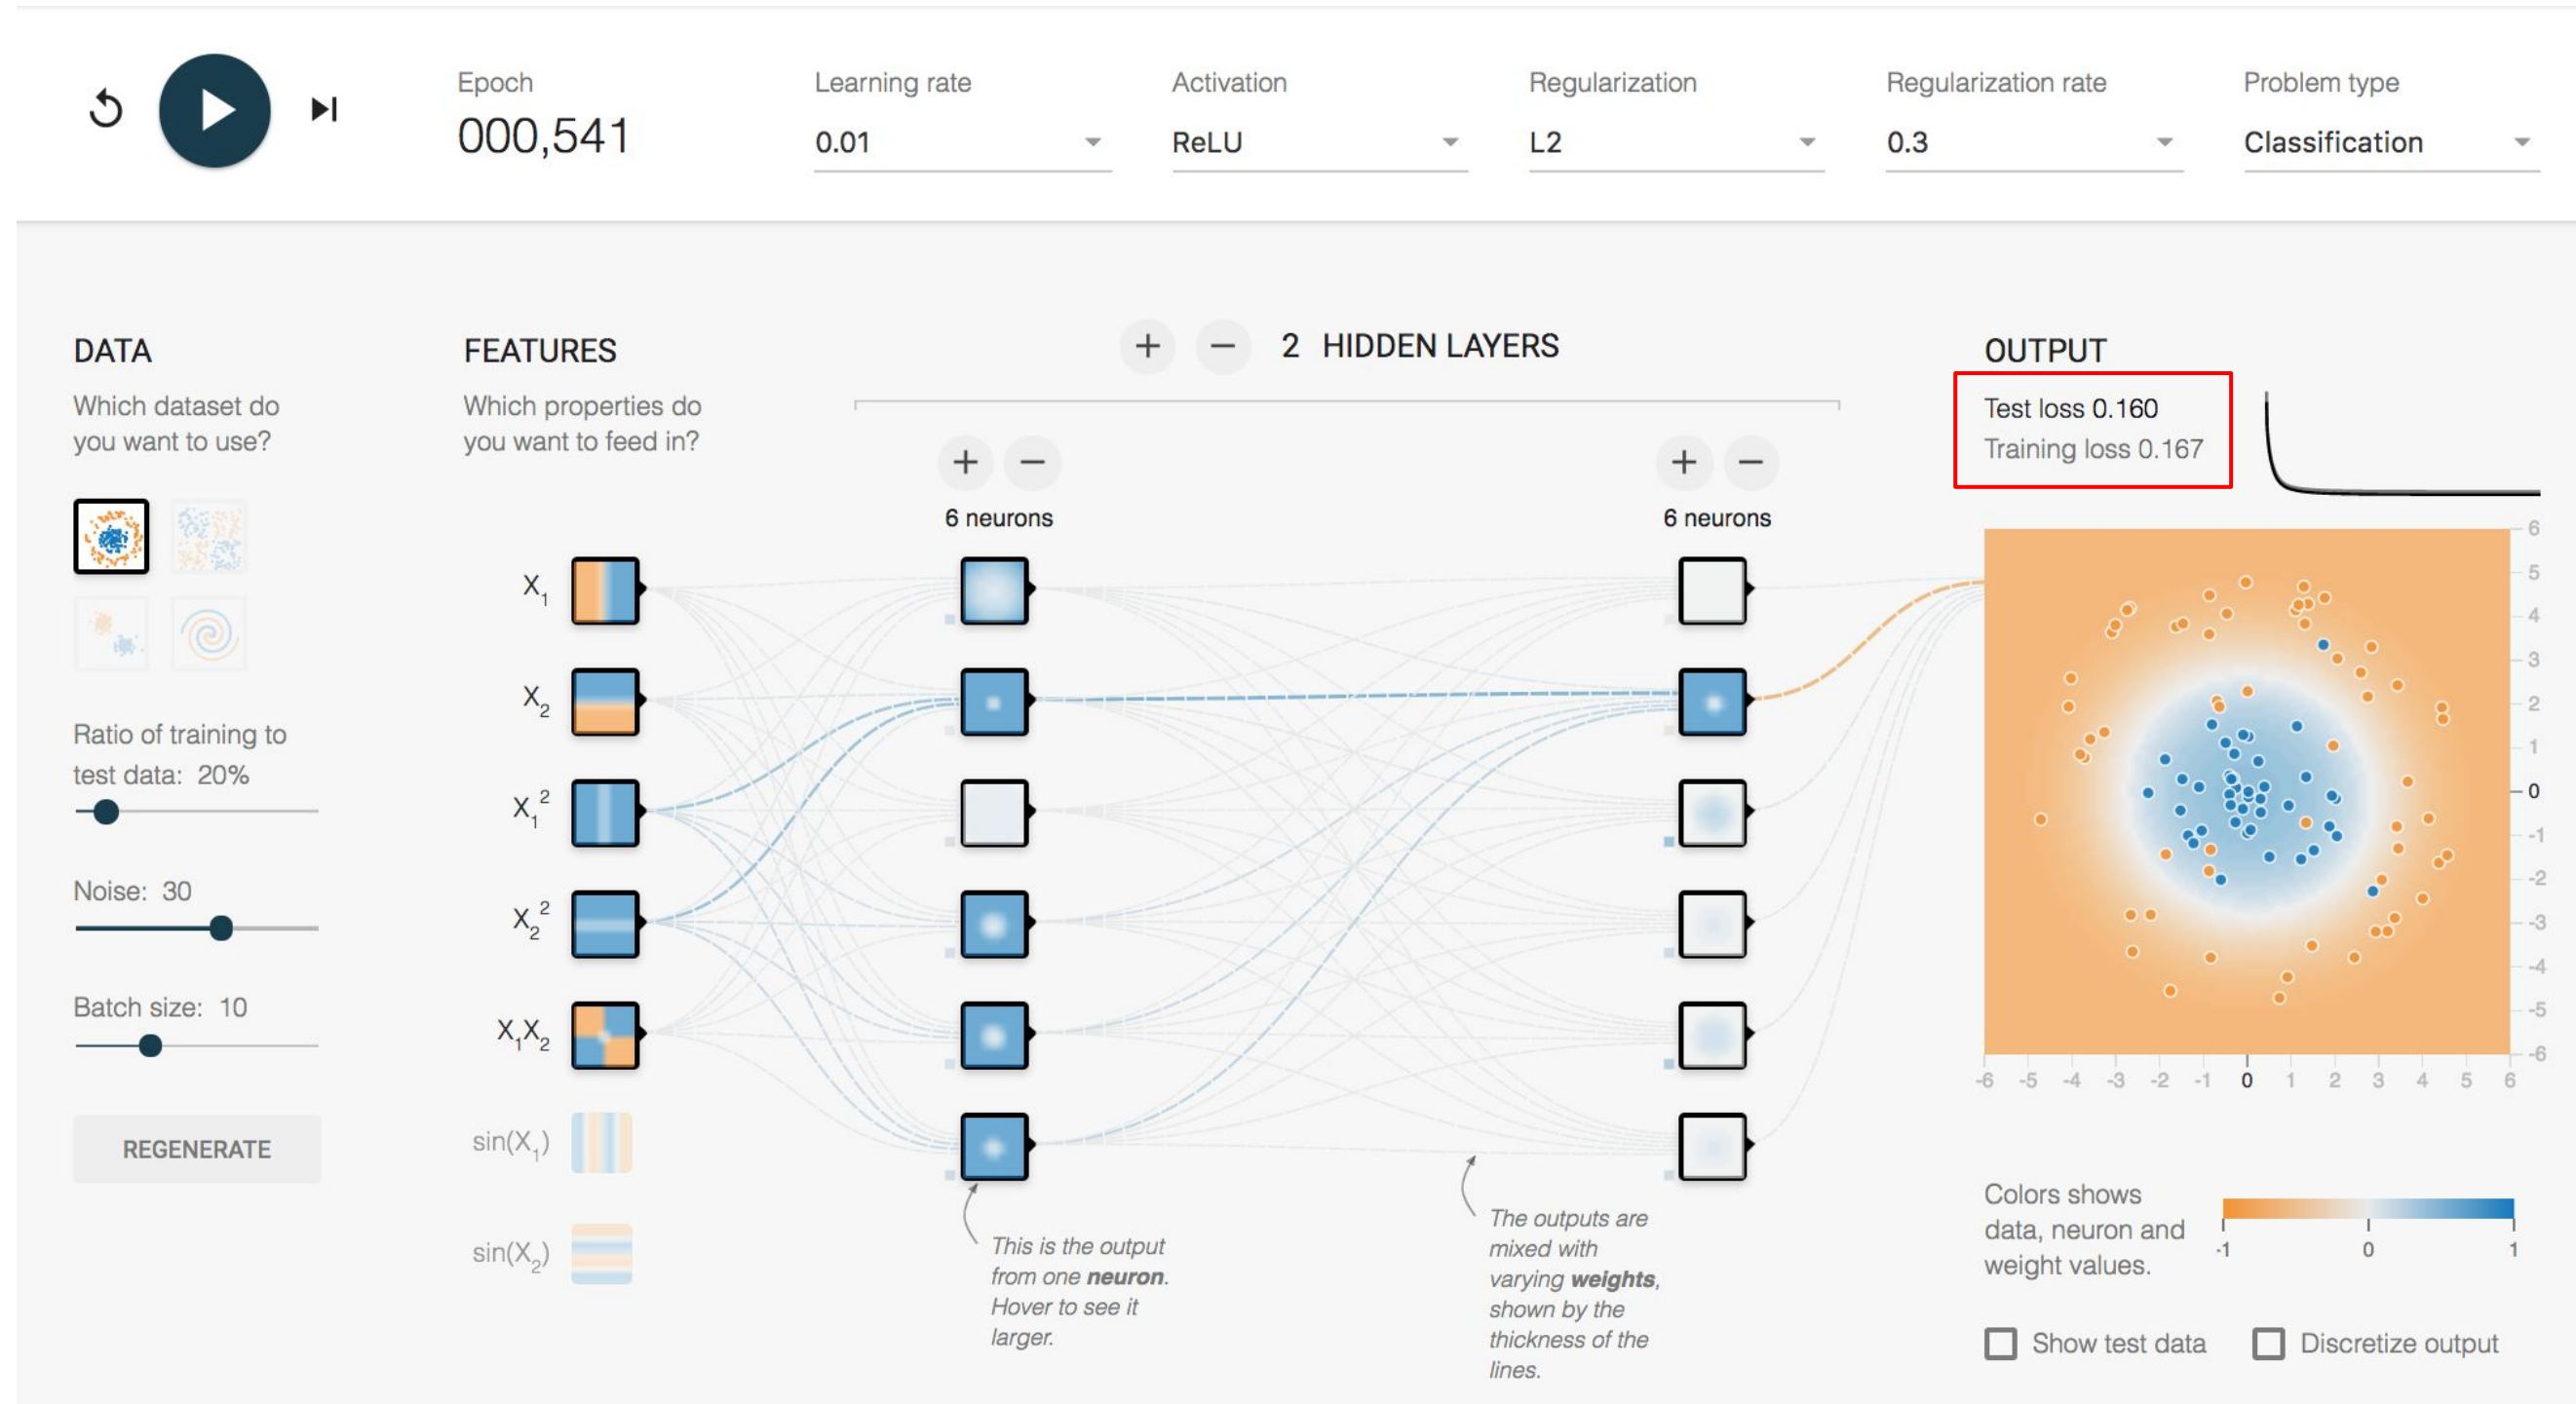 Epoch
000,541
Learning rate
0.01
Activation
ReLU
Regularization
L2
Regularization rate
0.3
Problem type
Classification
DATA
Which dataset do
you want to use?
Ratio of training to
test data: 20%
Noise: 30
Batch size: 10
REGENERATE
FEATURES
Which properties do
you want to feed in?
X1
X2
X1²
X2²
X1X2
sin(X1)
sin(X2)
+ − 2 HIDDEN LAYERS
+ −
6 neurons
+ −
6 neurons
This is the output
from one neuron.
Hover to see it
larger.
The outputs are
mixed with
varying weights,
shown by the
thickness of the
lines.
OUTPUT
Test loss 0.160
Training loss 0.167
6
5
4
3
2
1
0
-1
-2
-3
-4
-5
-6
-6 -5 -4 -3 -2 -1 0 1 2 3 4 5 6
Colors shows
data, neuron and
weight values.
-1 0 1
Show test data
Discretize output